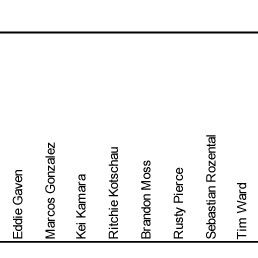 Eddie Gaven
Marcos Gonzalez
Kei Kamara
Ritchie Kotschau
Brandon Moss
Rusty Pierce
Sebastian Rozental
Tim Ward